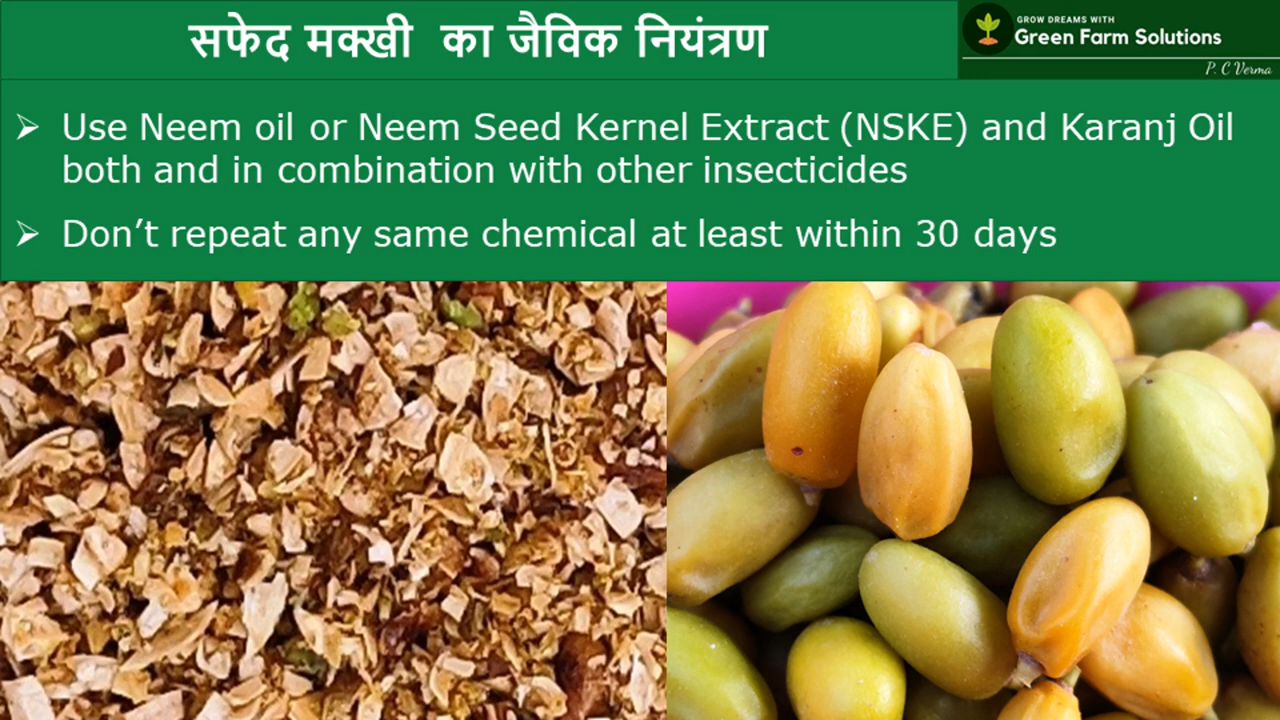 सफेद मक्खी का जैविक नियंत्रण
GROW DREAMS WITH
Green Farm Solutions
P. C Verma
➢ Use Neem oil or Neem Seed Kernel Extract (NSKE) and Karanj Oil
both and in combination with other insecticides
➢ Don’t repeat any same chemical at least within 30 days